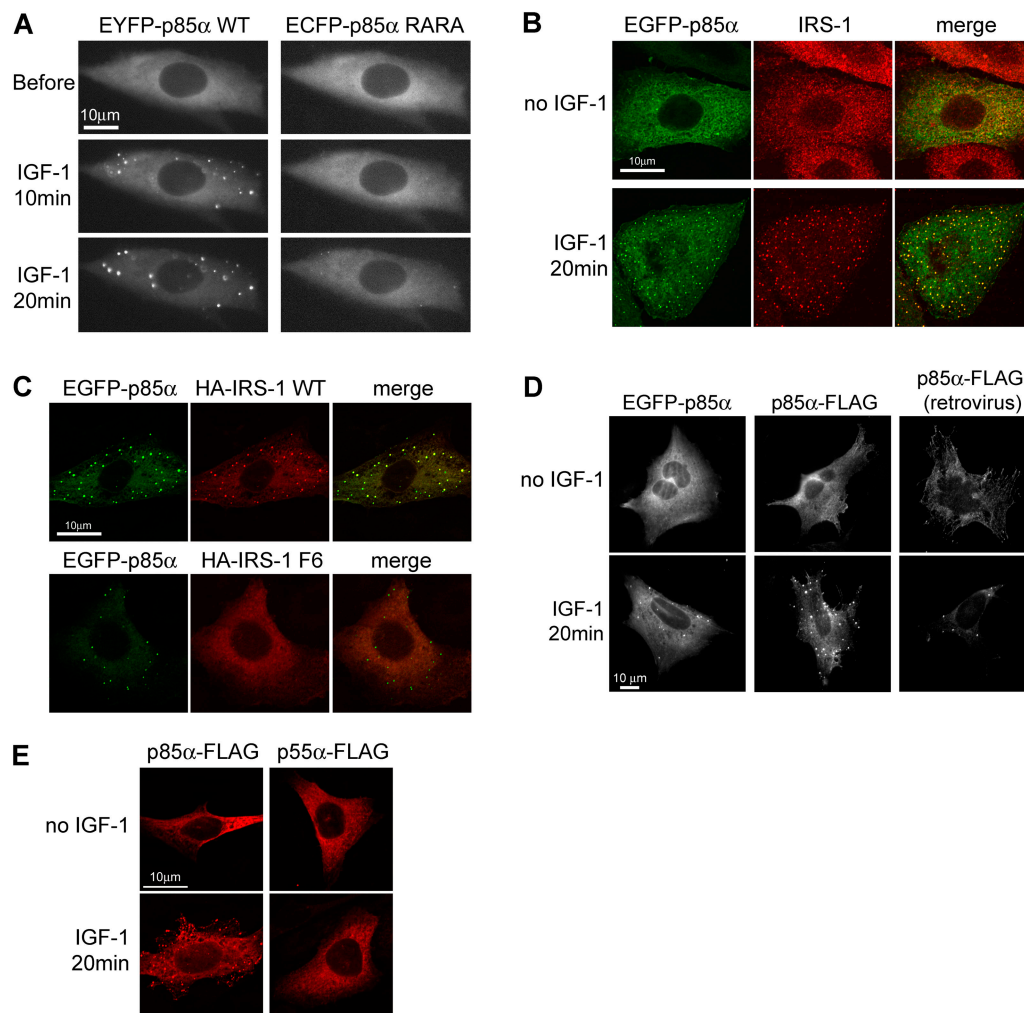 A
EYFP-p85α WT
ECFP-p85α RARA
Before
10μm
IGF-1
10min
IGF-1
20min
B
EGFP-p85α
IRS-1
merge
no IGF-1
10μm
IGF-1
20min
C
EGFP-p85α
HA-IRS-1 WT
merge
10μm
EGFP-p85α
HA-IRS-1 F6
merge
D
EGFP-p85α
p85α-FLAG
p85α-FLAG
(retrovirus)
no IGF-1
IGF-1
20min
10 μm
E
p85α-FLAG
p55α-FLAG
no IGF-1
10μm
IGF-1
20min